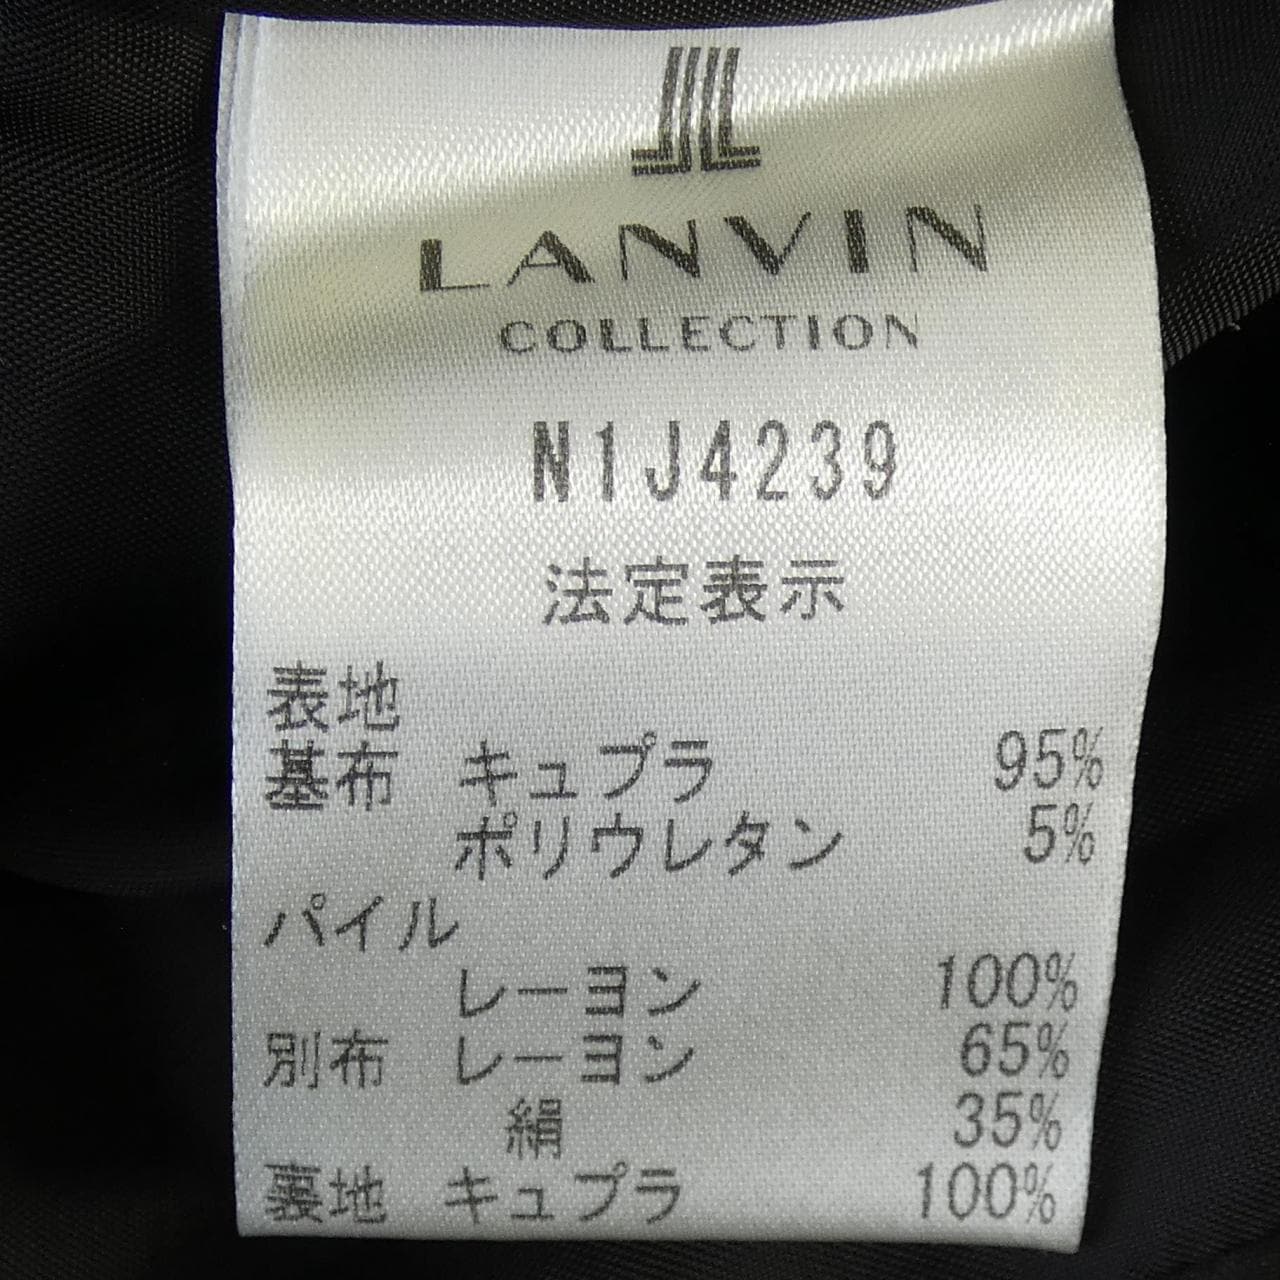 LANVIN
COLLECTION
N1J4239
法定表示
表地
基布 キュプラ 95%
ポリウレタン 5%
パイル
レーヨン 100%
別布 レーヨン 65%
絹 35%
裏地 キュプラ 100%